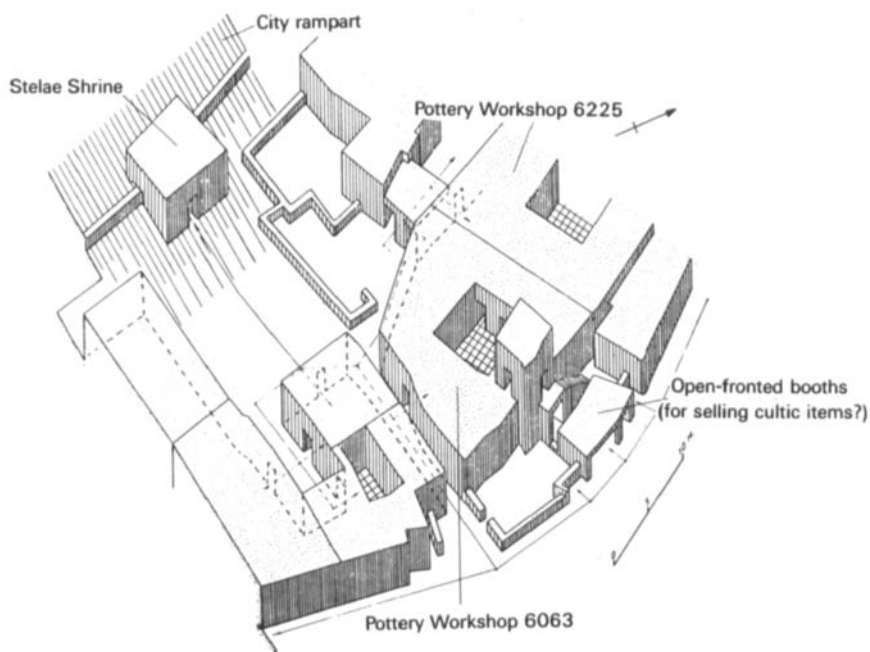 City rampart
Stelae Shrine
Pottery Workshop 6225
Open-fronted booths
(for selling cultic items?)
Pottery Workshop 6063